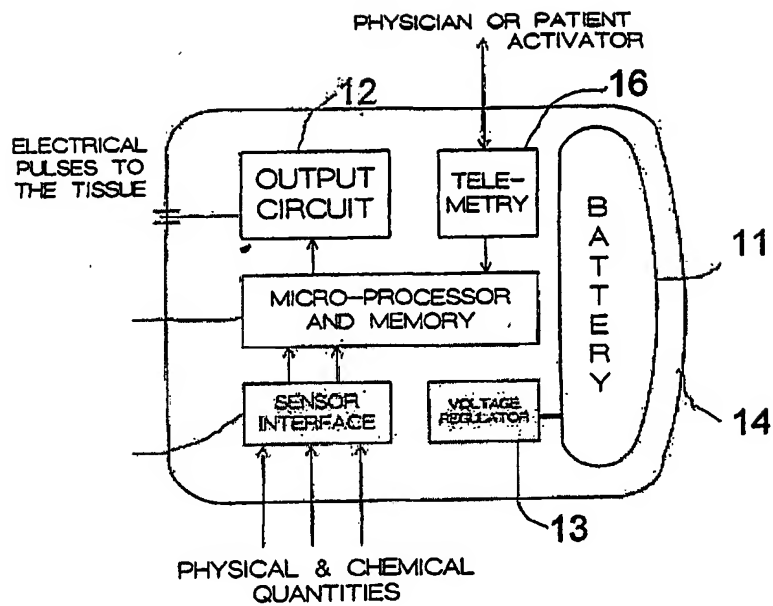 PHYSICIAN OR PATIENT
ACTIVATOR
12
16
ELECTRICAL
PULSES TO
THE TISSUE
OUTPUT
CIRCUIT
TELE-
METRY
BATTERY
11
MICRO-PROCESSOR
AND MEMORY
SENSOR
INTERFACE
VOLTAGE
REGULATOR
14
13
PHYSICAL & CHEMICAL
QUANTITIES